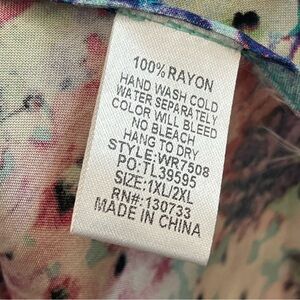 100% RAYON
HAND WASH COLD
WATER SEPARATELY
COLOR WILL BLEED
NO BLEACH
HANG TO DRY
STYLE:WR7508
PO:TL39595
SIZE:1XL/2XL
RN#:130733
MADE IN CHINA